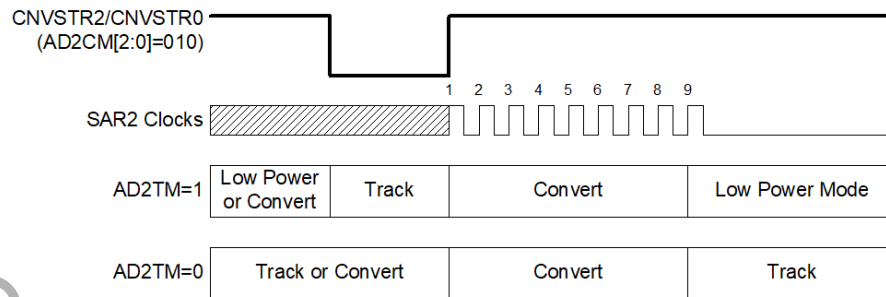 CNVSTR2/CNVSTR0
(AD2CM[2:0]=010)
1 2 3 4 5 6 7 8 9
SAR2 Clocks
AD2TM=1
Low Power
or Convert
Track
Convert
Low Power Mode
AD2TM=0
Track or Convert
Convert
Track